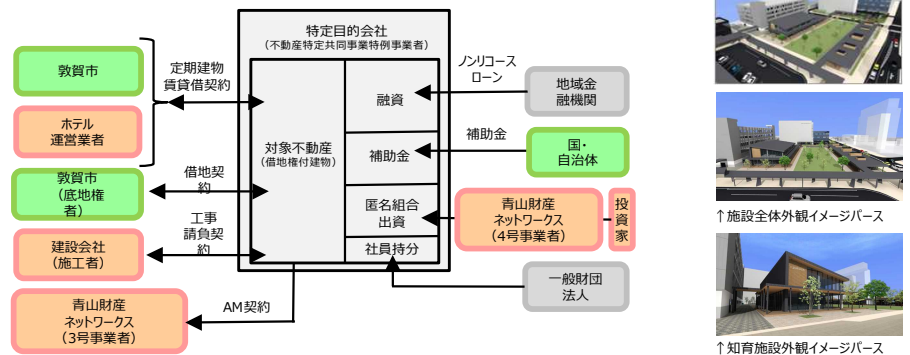 特定目的会社
（不動産特定共同事業特例事業者）
敦賀市
定期建物
賃貸借契約
ホテル
運営業者
敦賀市
（底地権
者）
借地契
約
建設会社
（施工者）
工事
請負契
約
青山財産
ネットワークス
（3号事業者）
AM契約
対象不動産
（借地権付建物）
融資
補助金
匿名組合
出資
社員持分
ノンリコース
ローン
地域金
融機関
補助金
国・
自治体
青山財産
ネットワークス
（4号事業者）
投
資
家
一般財団
法人
↑施設全体外観イメージパース
↑知育施設外観イメージパース